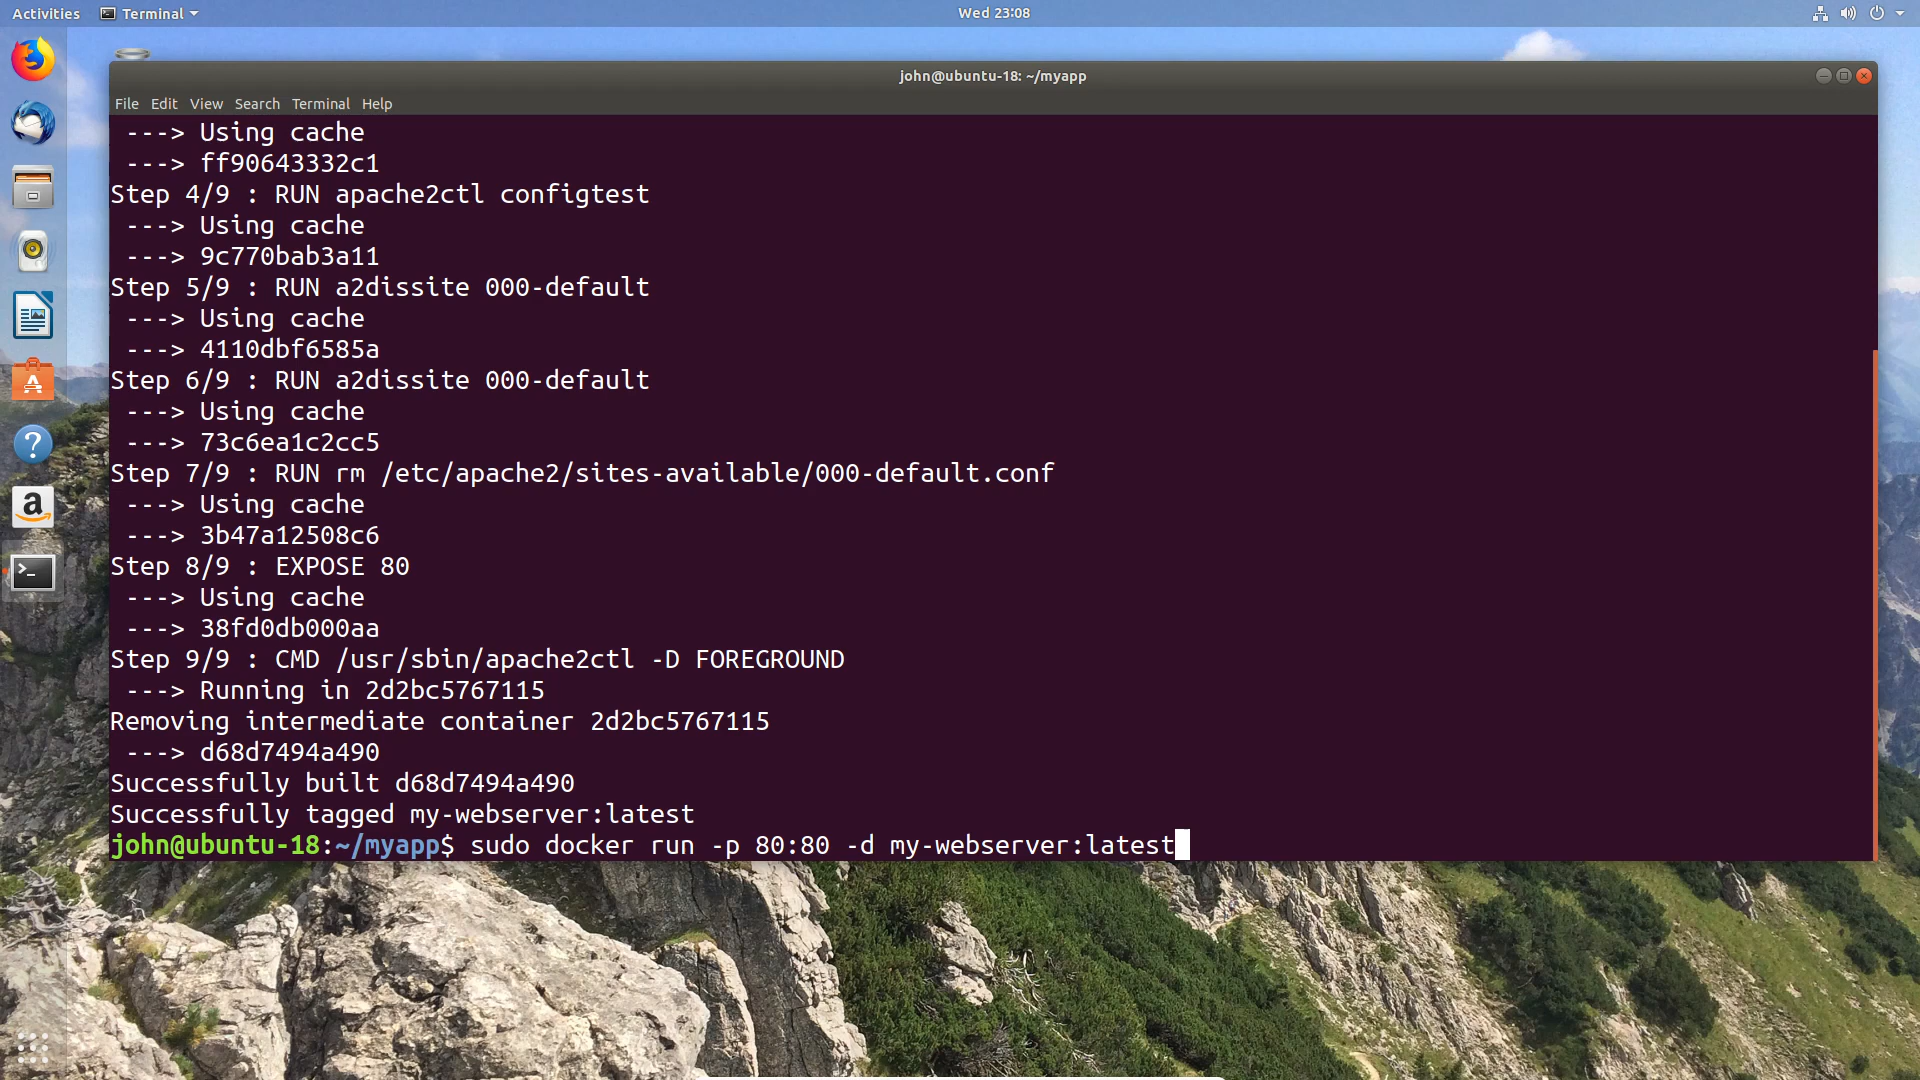 Activities Terminal Wed 23:08
john@ubuntu-18: ~/myapp
File Edit View Search Terminal Help
---> Using cache
---> ff90643332c1
Step 4/9 : RUN apache2ctl configtest
---> Using cache
---> 9c770bab3a11
Step 5/9 : RUN a2dissite 000-default
---> Using cache
---> 4110dbf6585a
Step 6/9 : RUN a2dissite 000-default
---> Using cache
---> 73c6ea1c2cc5
Step 7/9 : RUN rm /etc/apache2/sites-available/000-default.conf
---> Using cache
---> 3b47a12508c6
Step 8/9 : EXPOSE 80
---> Using cache
---> 38fd0db000aa
Step 9/9 : CMD /usr/sbin/apache2ctl -D FOREGROUND
---> Running in 2d2bc5767115
Removing intermediate container 2d2bc5767115
---> d68d7494a490
Successfully built d68d7494a490
Successfully tagged my-webserver:latest
john@ubuntu-18:~/myapp$ sudo docker run -p 80:80 -d my-webserver:latest